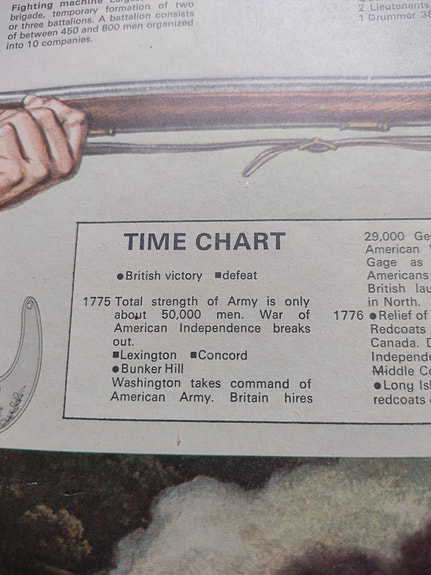 Fighting machine
brigade, temporary formation of two
or three battalions. A battalion consists
of between 450 and 800 men organized
into 10 companies.
2 Lieutenants
1 Drummer
TIME CHART
●British victory ■defeat
1775 Total strength of Army is only
about 50,000 men. War of
American Independence breaks
out.
■Lexington ■Concord
●Bunker Hill
Washington takes command of
American Army. Britain hires
29,000
American
Gage as
Americans
British
in North.
1776 ●Relief of
Redcoats
Canada.
Middle
●Long
redcoats